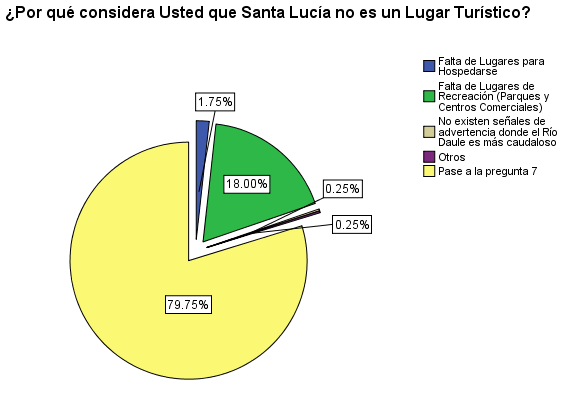 ¿Por qué considera Usted que Santa Lucía no es un Lugar Turístico?
Falta de Lugares para
Hospedarse
Falta de Lugares de
Recreación (Parques y
Centros Comerciales)
No existen señales de
advertencia donde el Río
Daule es más caudaloso
Otros
Pase a la pregunta 7
1.75%
18.00%
0.25%
0.25%
79.75%